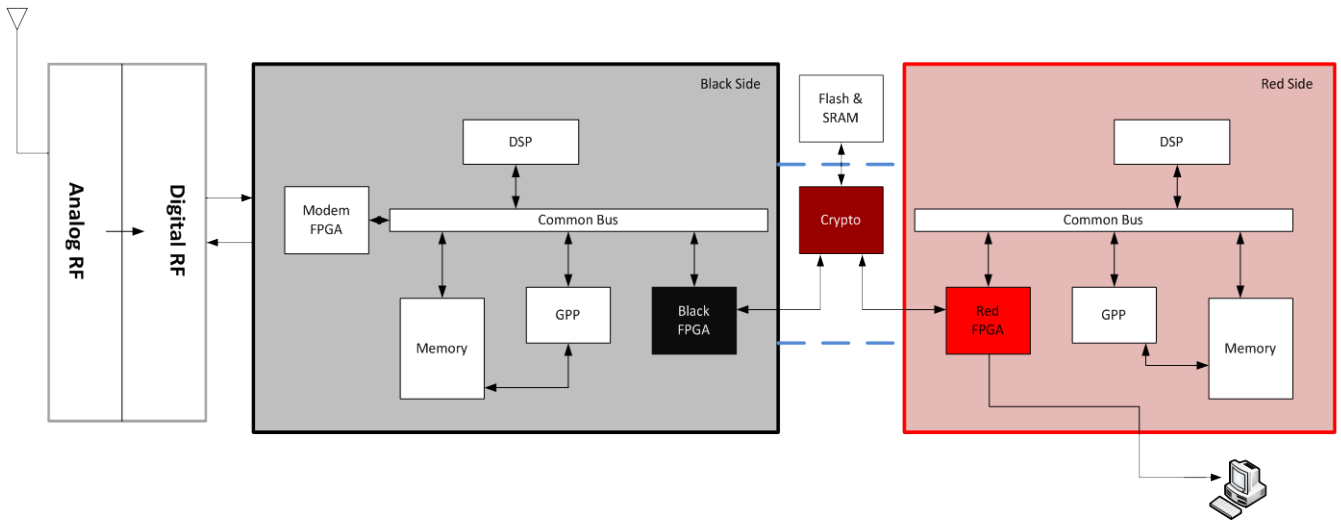 Analog RF
Digital RF
Black Side
DSP
Modem
FPGA
Common Bus
Memory
GPP
Black
FPGA
Flash &
SRAM
Crypto
Red Side
DSP
Common Bus
Red
FPGA
GPP
Memory